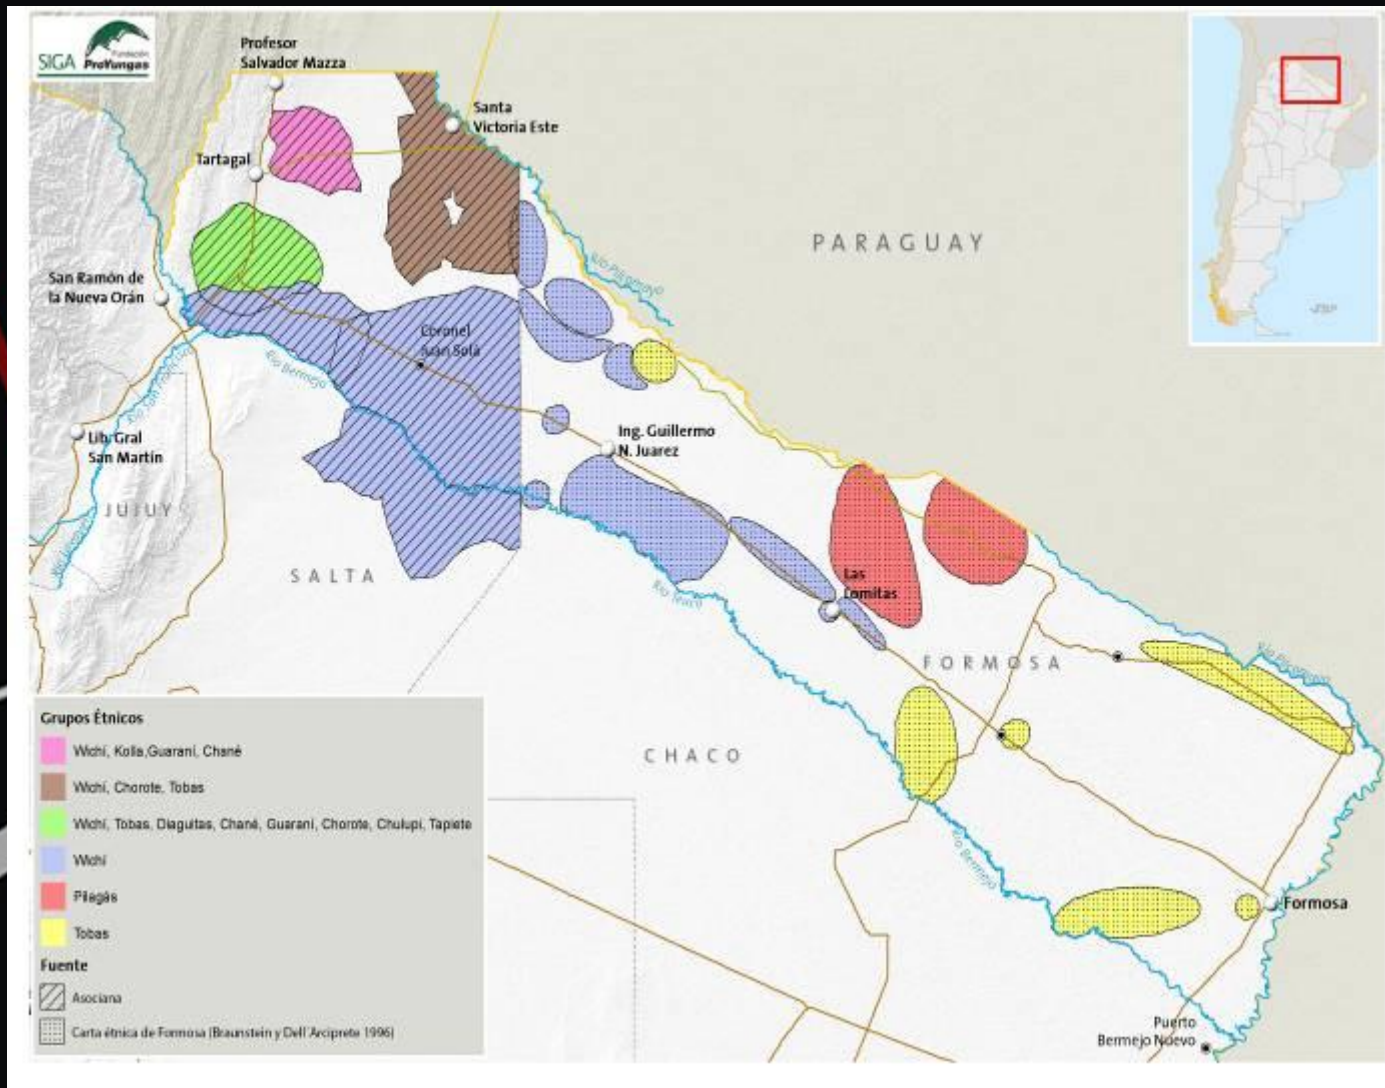 SIGA
Fundación
ProYungas
Profesor
Salvador Mazza
Santa
Victoria Este
Tartagal
PARAGUAY
San Ramón de
la Nueva Orán
Río Pilcomayo
Coronel
Juan Solá
Río Bermejo
Río San Francisco
Lib. Gral
San Martín
Ing. Guillermo
N. Juarez
JUJUY
SALTA
Río Teuco
Las
Lomitas
FORMOSA
Río Pilcomayo
CHACO
Río Bermejo
Formosa
Puerto
Bermejo Nuevo
Grupos Étnicos
Wichí, Kolla,Guaraní, Chané
Wichí, Chorote, Tobas
Wichí, Tobas, Diaguitas, Chané, Guaraní, Chorote, Chulupi, Tapiete
Wichí
Pilagás
Tobas
Fuente
Asociana
Carta étnica de Formosa (Braunstein y Dell'Arciprete 1996)